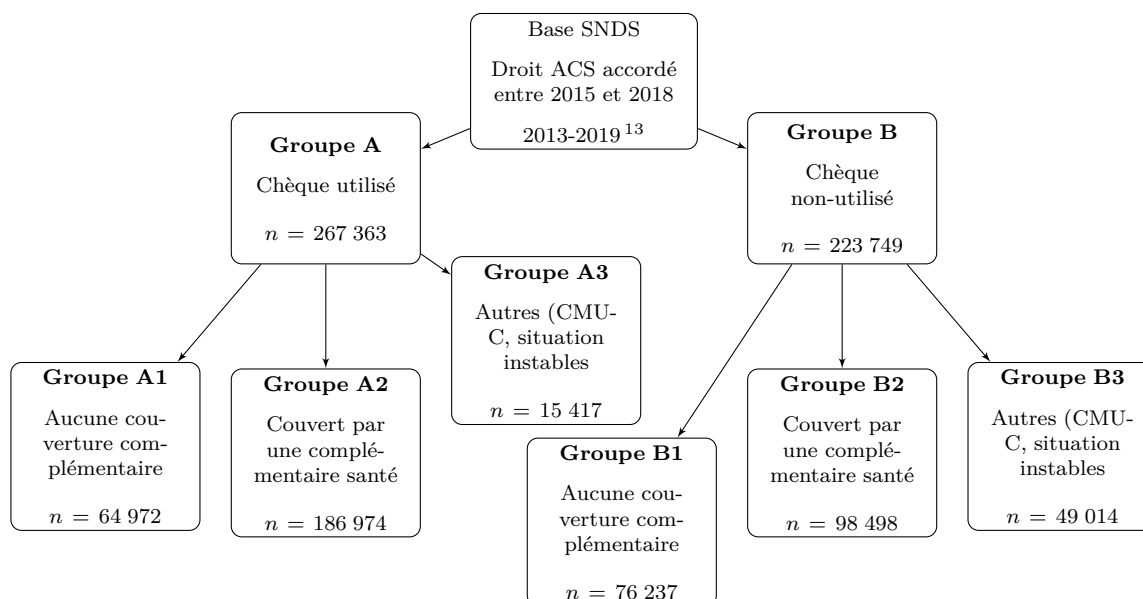 Base SNDS
Droit ACS accordé
entre 2015 et 2018
2013-2019 13
Groupe A
Chèque utilisé
n = 267 363
Groupe B
Chèque
non-utilisé
n = 223 749
Groupe A3
Autres (CMU-
C, situation
instables
n = 15 417
Groupe A1
Aucune cou-
verture com-
plémentaire
n = 64 972
Groupe A2
Couvert par
une complé-
mentaire santé
n = 186 974
Groupe B1
Aucune cou-
verture com-
plémentaire
n = 76 237
Groupe B2
Couvert par
une complé-
mentaire santé
n = 98 498
Groupe B3
Autres (CMU-
C, situation
instables
n = 49 014